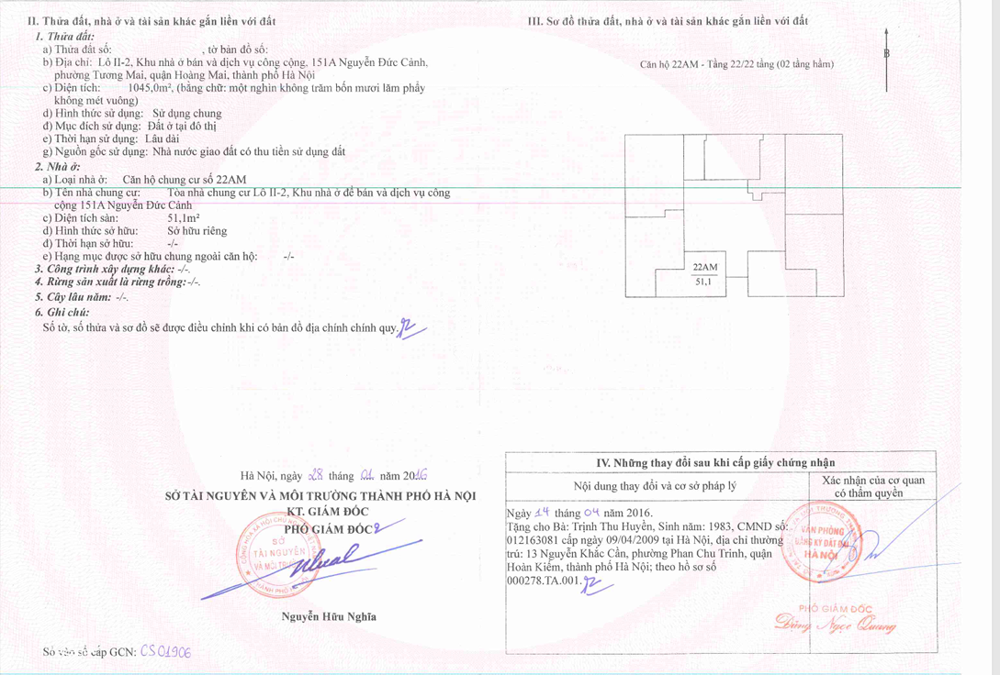 II. Thửa đất, nhà ở và tài sản khác gắn liền với đất
1. Thửa đất:
a) Thửa đất số: , tờ bản đồ số:
b) Địa chỉ: Lô II-2, Khu nhà ở bán và dịch vụ công cộng, 151A Nguyễn Đức Cảnh,
phường Tương Mai, quận Hoàng Mai, thành phố Hà Nội
c) Diện tích: 1045,0m², (bằng chữ: một nghìn không trăm bốn mươi lăm phẩy
không mét vuông)
d) Hình thức sử dụng: Sử dụng chung
đ) Mục đích sử dụng: Đất ở tại đô thị
e) Thời hạn sử dụng: Lâu dài
g) Nguồn gốc sử dụng: Nhà nước giao đất có thu tiền sử dụng đất
2. Nhà ở:
a) Loại nhà ở: Căn hộ chung cư số 22AM
b) Tên nhà chung cư: Tòa nhà chung cư Lô II-2, Khu nhà ở để bán và dịch vụ công
cộng 151A Nguyễn Đức Cảnh
c) Diện tích sàn: 51,1m²
d) Hình thức sở hữu: Sở hữu riêng
đ) Thời hạn sở hữu: -/-
e) Hạng mục được sở hữu chung ngoài căn hộ: -/-
3. Công trình xây dựng khác: -/-.
4. Rừng sản xuất là rừng trồng:-/-.
5. Cây lâu năm: -/-.
6. Ghi chú:
Số tờ, số thửa và sơ đồ sẽ được điều chỉnh khi có bản đồ địa chính chính quy.
Hà Nội, ngày 28 tháng 01 năm 2016
SỞ TÀI NGUYÊN VÀ MÔI TRƯỜNG THÀNH PHỐ HÀ NỘI
KT. GIÁM ĐỐC
PHÓ GIÁM ĐỐC
SỞ
TÀI NGUYÊN
VÀ MÔI TRƯỜNG
Nguyễn Hữu Nghĩa
Số vào sổ cấp GCN: CS01906
III. Sơ đồ thửa đất, nhà ở và tài sản khác gắn liền với đất
B
Căn hộ 22AM - Tầng 22/22 tầng (02 tầng hầm)
22AM
51,1
IV. Những thay đổi sau khi cấp giấy chứng nhận
Nội dung thay đổi và cơ sở pháp lý
Xác nhận của cơ quan
có thẩm quyền
Ngày 14 tháng 04 năm 2016.
Tặng cho Bà: Trịnh Thu Huyền, Sinh năm: 1983, CMND số:
012163081 cấp ngày 09/04/2009 tại Hà Nội, địa chỉ thường
trú: 13 Nguyễn Khắc Cần, phường Phan Chu Trinh, quận
Hoàn Kiếm, thành phố Hà Nội; theo hồ sơ số
000278.TA.001.
VĂN PHÒNG
ĐĂNG KÝ ĐẤT ĐAI
HÀ NỘI
PHÓ GIÁM ĐỐC
Đặng Ngọc Quang